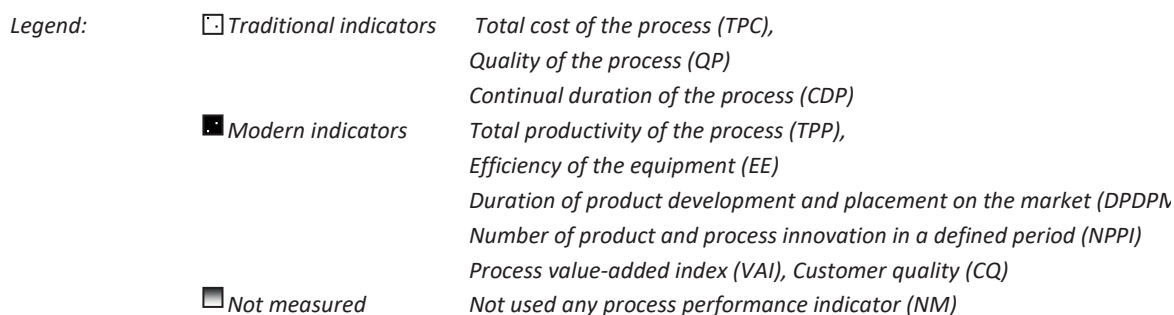 Legend: Traditional indicators Total cost of the process (TPC),
Quality of the process (QP)
Continual duration of the process (CDP)
Modern indicators Total productivity of the process (TPP),
Efficiency of the equipment (EE)
Duration of product development and placement on the market (DPDPM
Number of product and process innovation in a defined period (NPPI)
Process value-added index (VAI), Customer quality (CQ)
Not measured Not used any process performance indicator (NM)